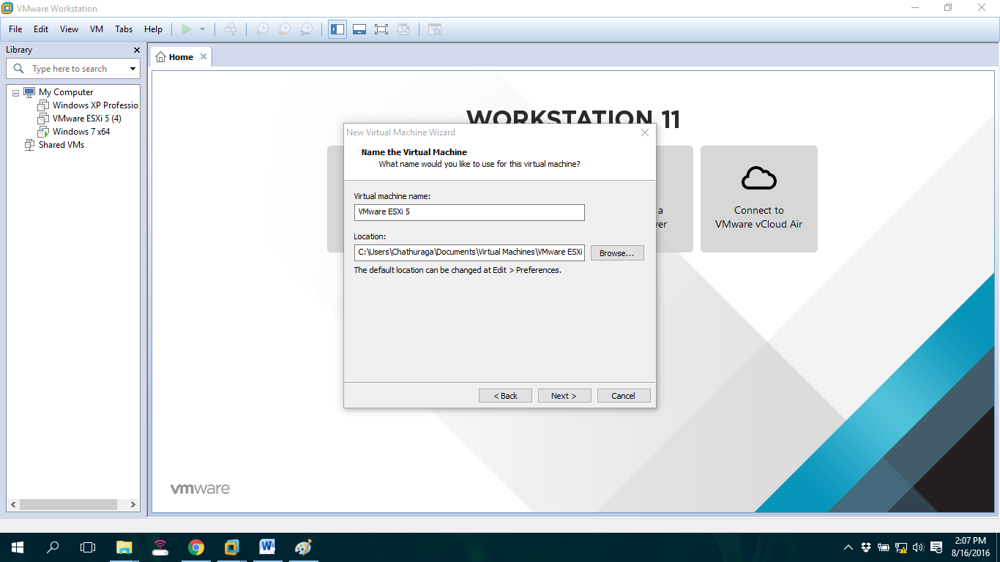 VMware Workstation
File Edit View VM Tabs Help
Library
Type here to search
My Computer
Windows XP Professio
VMware ESXi 5 (4)
Windows 7 x64
Shared VMs
Home
WORKSTATION 11
New Virtual Machine Wizard
Name the Virtual Machine
What name would you like to use for this virtual machine?
Virtual machine name:
VMware ESXi 5
Location:
C:\Users\Chathuraga\Documents\Virtual Machines\VMware ESXi
Browse...
The default location can be changed at Edit > Preferences.
< Back Next > Cancel
a
ver
Connect to
VMware vCloud Air
vmware
2:07 PM
8/16/2016